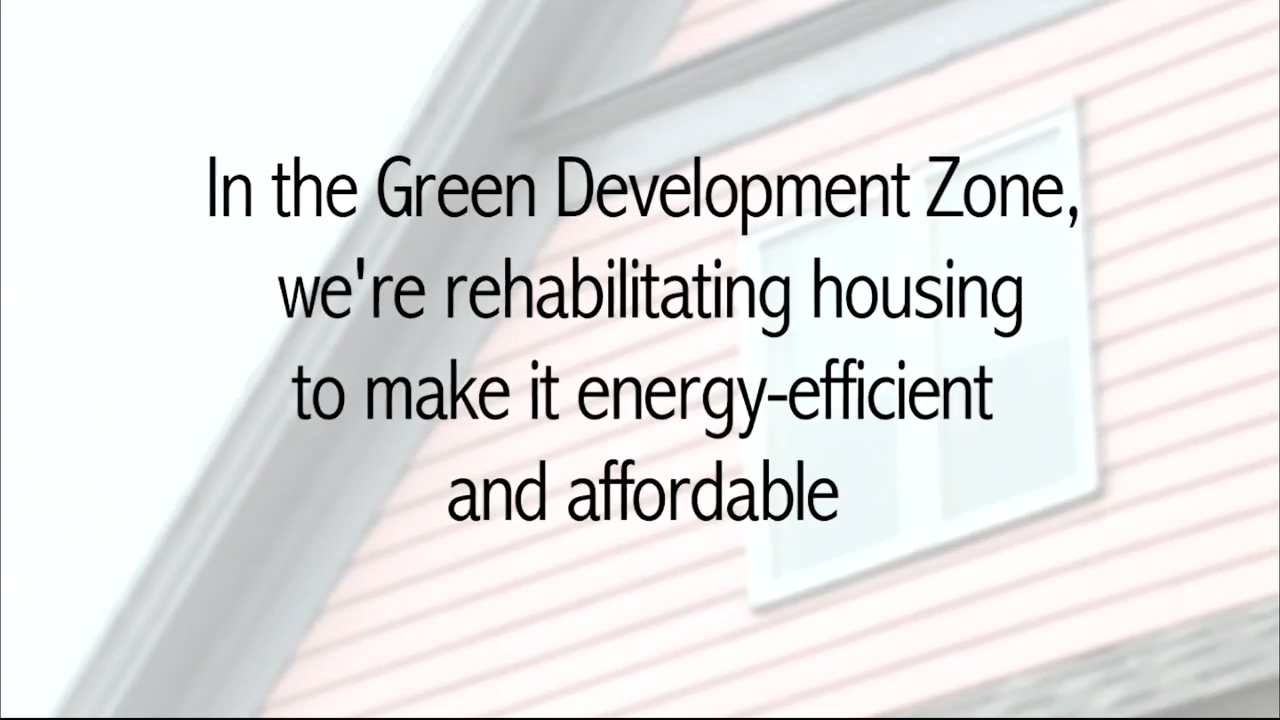 In the Green Development Zone,
we're rehabilitating housing
to make it energy-efficient
and affordable